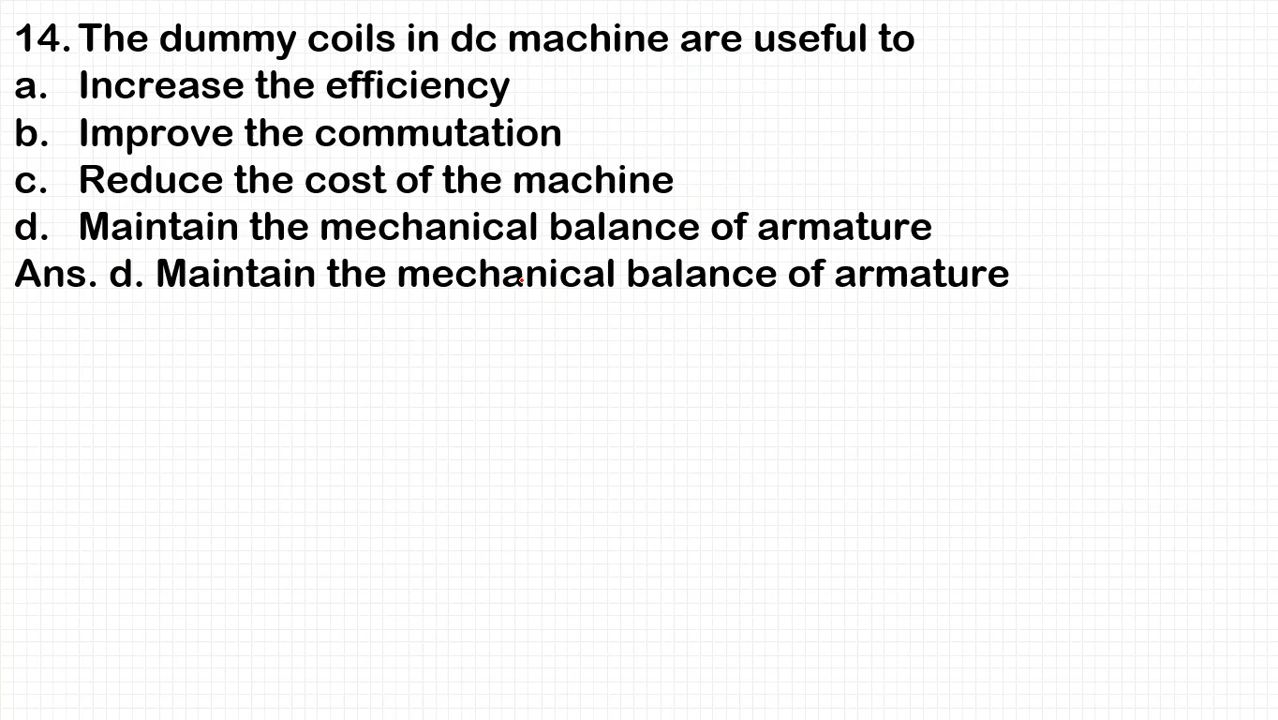 14. The dummy coils in dc machine are useful to
a. Increase the efficiency
b. Improve the commutation
c. Reduce the cost of the machine
d. Maintain the mechanical balance of armature
Ans. d. Maintain the mechanical balance of armature